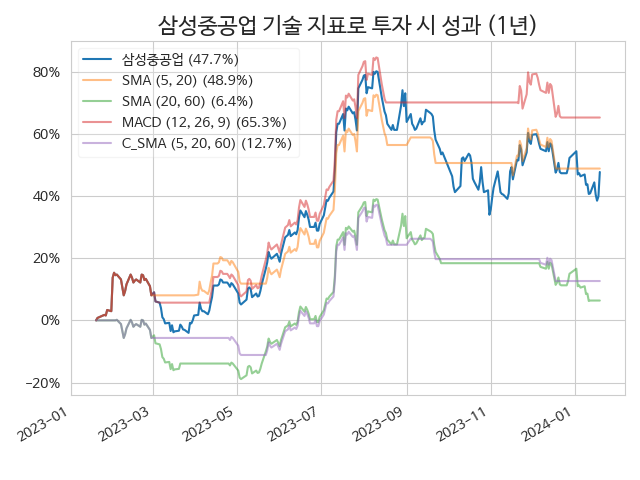 삼성중공업 기술 지표로 투자 시 성과 (1년)
삼성중공업 (47.7%)
SMA (5, 20) (48.9%)
SMA (20, 60) (6.4%)
MACD (12, 26, 9) (65.3%)
C_SMA (5, 20, 60) (12.7%)
80%
60%
40%
20%
0%
−20%
2023−01
2023−03
2023−05
2023−07
2023−09
2023−11
2024−01